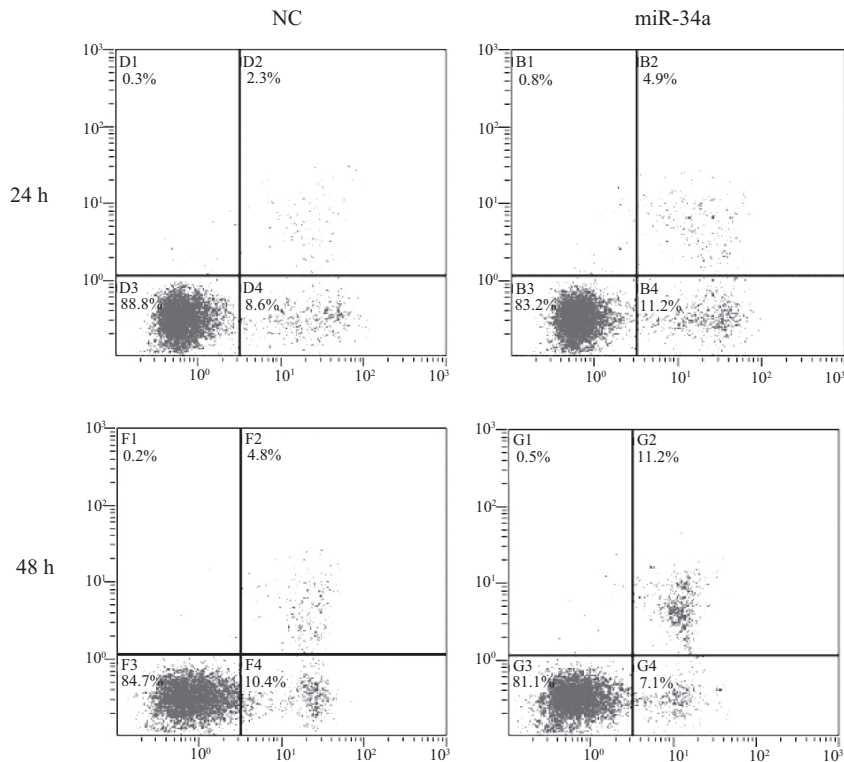 NC
miR-34a
24 h
10³
10²
10¹
10⁰
D1
0.3%
D2
2.3%
D3
88.8%
D4
8.6%
10⁰
10¹
10²
10³
10³
10²
10¹
10⁰
B1
0.8%
B2
4.9%
B3
83.2%
B4
11.2%
10⁰
10¹
10²
10³
48 h
10³
10²
10¹
10⁰
F1
0.2%
F2
4.8%
F3
84.7%
F4
10.4%
10⁰
10¹
10²
10³
10³
10²
10¹
10⁰
G1
0.5%
G2
11.2%
G3
81.1%
G4
7.1%
10⁰
10¹
10²
10³